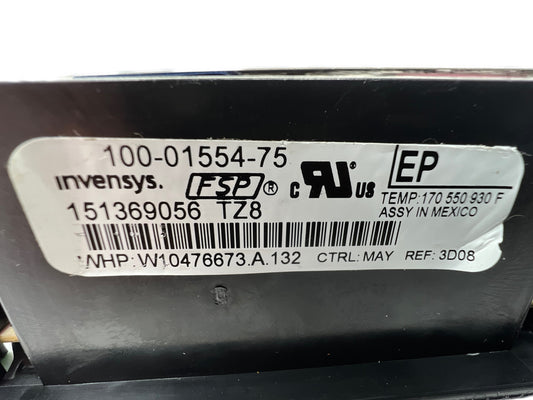 100-01554-75
EP
invensys. FSP® c UR US
TEMP:170 550 930 F
151369056 TZ8
ASSY IN MEXICO
WHP:W10476673.A.132 CTRL: MAY REF: 3D08